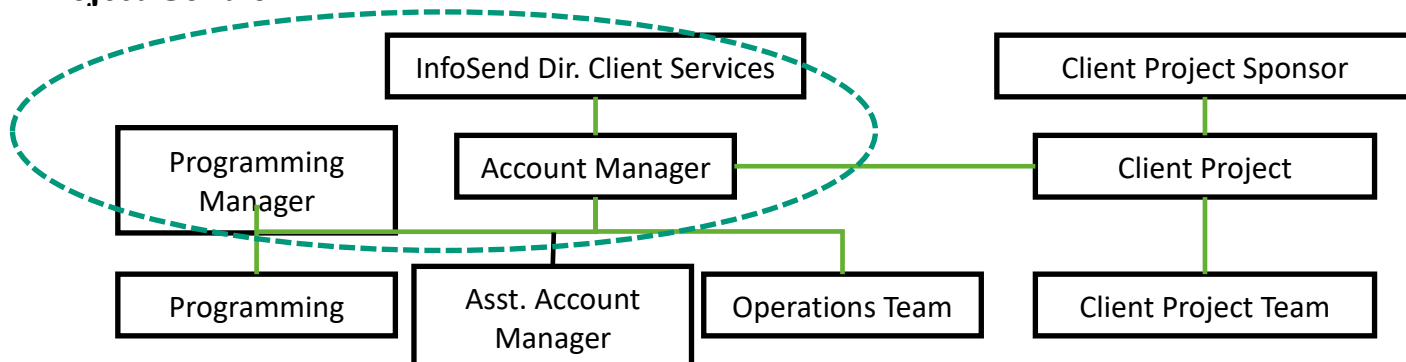 InfoSend Dir. Client Services
Client Project Sponsor
Programming
Manager
Account Manager
Client Project
Programming
Asst. Account
Manager
Operations Team
Client Project Team